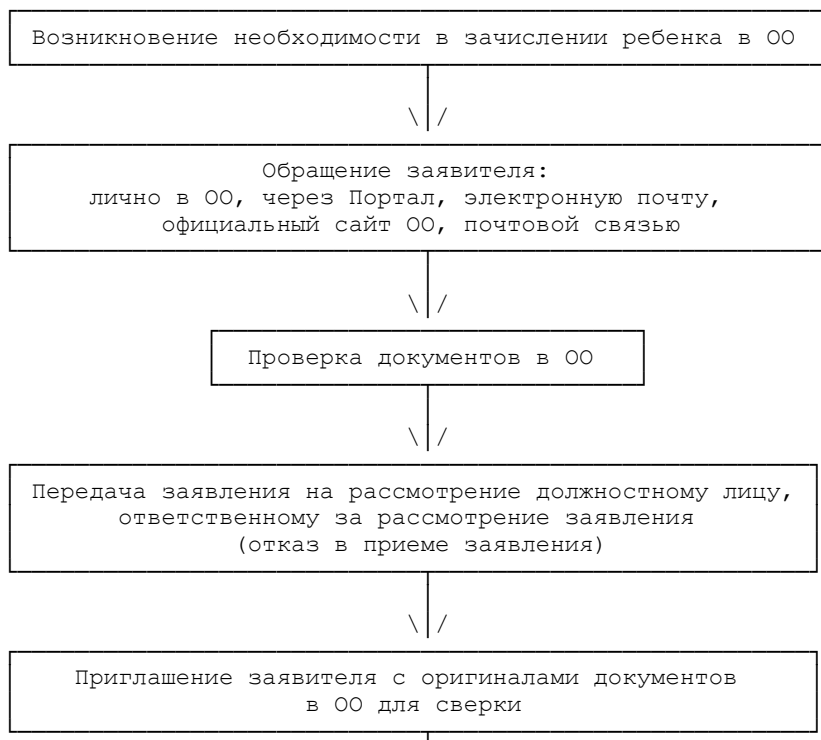 Возникновение необходимости в зачислении ребенка в ОО
Обращение заявителя:
лично в ОО, через Портал, электронную почту,
официальный сайт ОО, почтовой связью
Проверка документов в ОО
Передача заявления на рассмотрение должностному лицу,
ответственному за рассмотрение заявления
(отказ в приеме заявления)
Приглашение заявителя с оригиналами документов
в ОО для сверки